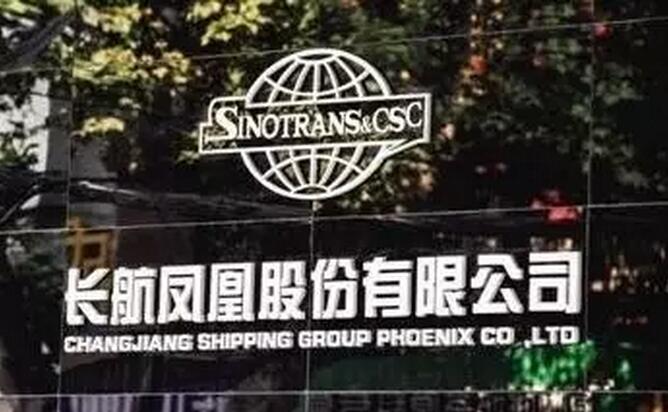 SINOTRANS&CSC
长航凤凰股份有限公司
CHANGJIANG SHIPPING GROUP PHOENIX CO .,LTD